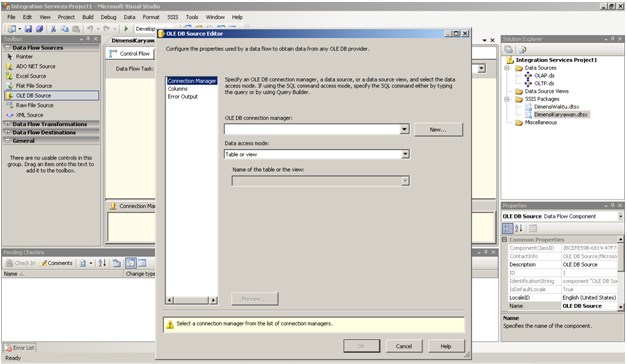 Integration Services Project1 - Microsoft Visual Studio
File Edit View Project Build Debug Data Format SSIS Tools Window Help
Develop
Toolbox
Data Flow Sources
Pointer
ADO NET Source
Excel Source
Flat File Source
OLE DB Source
Raw File Source
XML Source
Data Flow Transformations
Data Flow Destinations
General
There are no usable controls in this
group. Drag an item onto this text to
add it to the toolbox.
DimensiKaryaw
Control Flow
Data Flow Task:
Connection Ma
OLE DB Source Editor
Configure the properties used by a data flow to obtain data from any OLE DB provider.
Connection Manager
Columns
Error Output
Specify an OLE DB connection manager, a data source, or a data source view, and select the data
access mode. If using the SQL command access mode, specify the SQL command either by typing
the query or by using Query Builder.
OLE DB connection manager:
New...
Data access mode:
Table or view
Name of the table or the view:
Preview...
Select a connection manager from the list of connection managers.
OK Cancel Help
Solution Explorer
Integration Services Project1
Data Sources
OLAP.ds
OLTP.ds
Data Source Views
SSIS Packages
DimensiWaktu.dtsx
DimensiKaryawan.dtsx
Miscellaneous
Properties
OLE DB Source Data Flow Component
Common Properties
ComponentClassID {BCEFE59B-6819-47F7-
ContactInfo OLE DB Source;Microso
Description OLE DB Source
ID 1
IdentificationString component "OLE DB So
IsDefaultLocale True
LocaleID English (United States)
Name OLE DB Source
Name
Specifies the name of the component.
Pending Checkins
Check In Comments
Name Change type
Error List
Ready